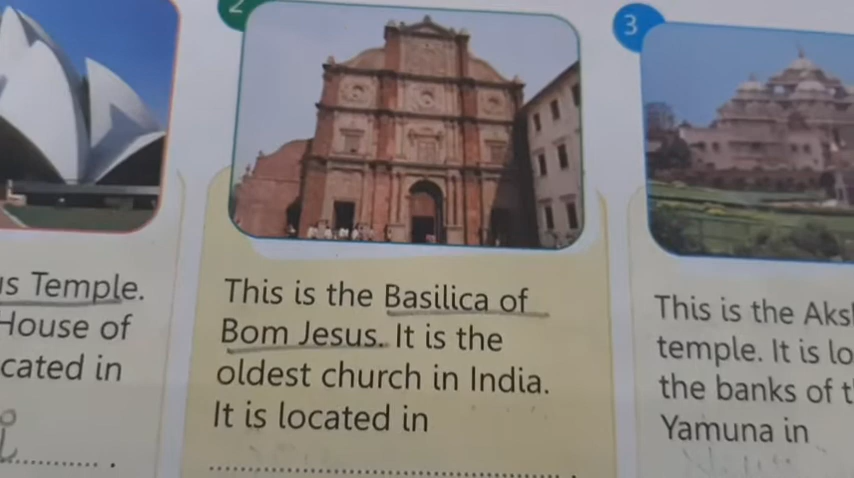 2
3
s Temple.
House of
cated in
This is the Basilica of
Bom Jesus. It is the
oldest church in India.
It is located in
This is the Aks
temple. It is lo
the banks of t
Yamuna in